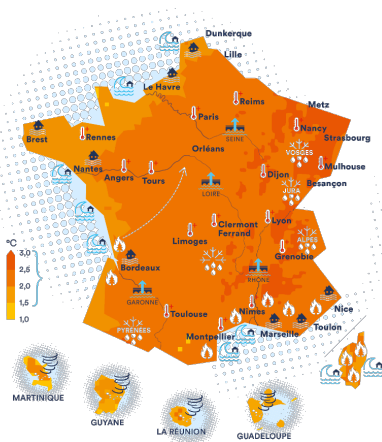 Dunkerque
Lille
Le Havre
Reims
Metz
Paris
Nancy
Strasbourg
SEINE
Rennes
Brest
VOSGES
Orléans
Mulhouse
Nantes
Angers
Tours
Dijon
Besançon
LOIRE
JURA
Lyon
Clermont
Ferrand
Limoges
ALPES
°C
3,0
2,5
2,0
1,5
1,0
Grenoble
Bordeaux
RHÔNE
GARONNE
Nîmes
Nice
Toulouse
Toulon
PYRÉNÉES
Montpellier
Marseille
MARTINIQUE
GUYANE
LA RÉUNION
GUADELOUPE